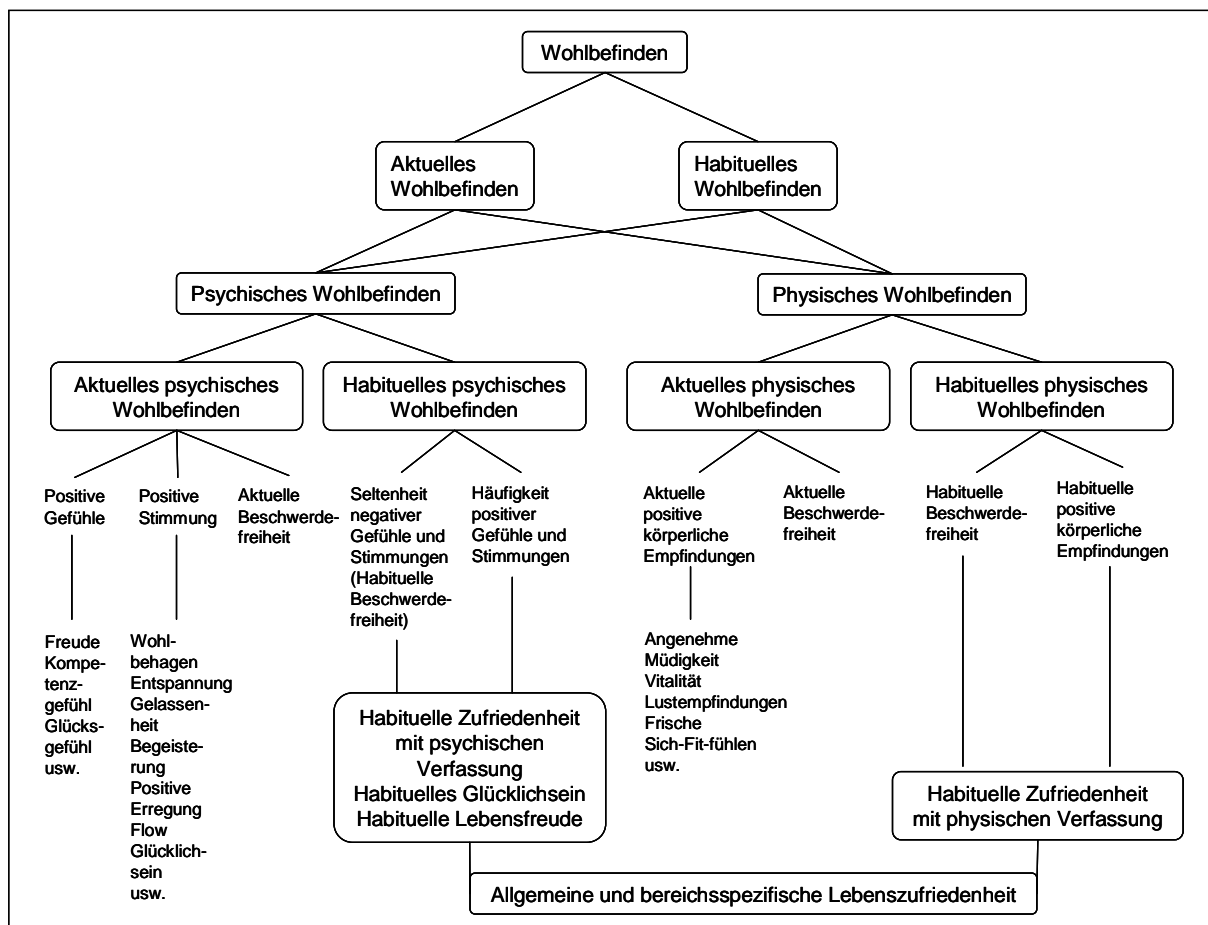 Wohlbefinden
Aktuelles
Wohlbefinden
Habituelles
Wohlbefinden
Psychisches Wohlbefinden
Physisches Wohlbefinden
Aktuelles psychisches
Wohlbefinden
Habituelles psychisches
Wohlbefinden
Aktuelles physisches
Wohlbefinden
Habituelles physisches
Wohlbefinden
Positive
Gefühle
Positive
Stimmung
Aktuelle
Beschwerde-
freiheit
Seltenheit
negativer
Gefühle und
Stimmungen
(Habituelle
Beschwerde-
freiheit)
Häufigkeit
positiver
Gefühle und
Stimmungen
Aktuelle
positive
körperliche
Empfindungen
Aktuelle
Beschwerde-
freiheit
Habituelle
Beschwerde-
freiheit
Habituelle
positive
körperliche
Empfindungen
Freude
Kompe-
tenz-
gefühl
Glücks-
gefühl
usw.
Wohl-
behagen
Entspannung
Gelassen-
heit
Begeiste-
rung
Positive
Erregung
Flow
Glücklich-
sein
usw.
Habituelle Zufriedenheit
mit psychischen
Verfassung
Habituelles Glücklichsein
Habituelle Lebensfreude
Angenehme
Müdigkeit
Vitalität
Lustempfindungen
Frische
Sich-Fit-fühlen
usw.
Habituelle Zufriedenheit
mit physischen Verfassung
Allgemeine und bereichsspezifische Lebenszufriedenheit